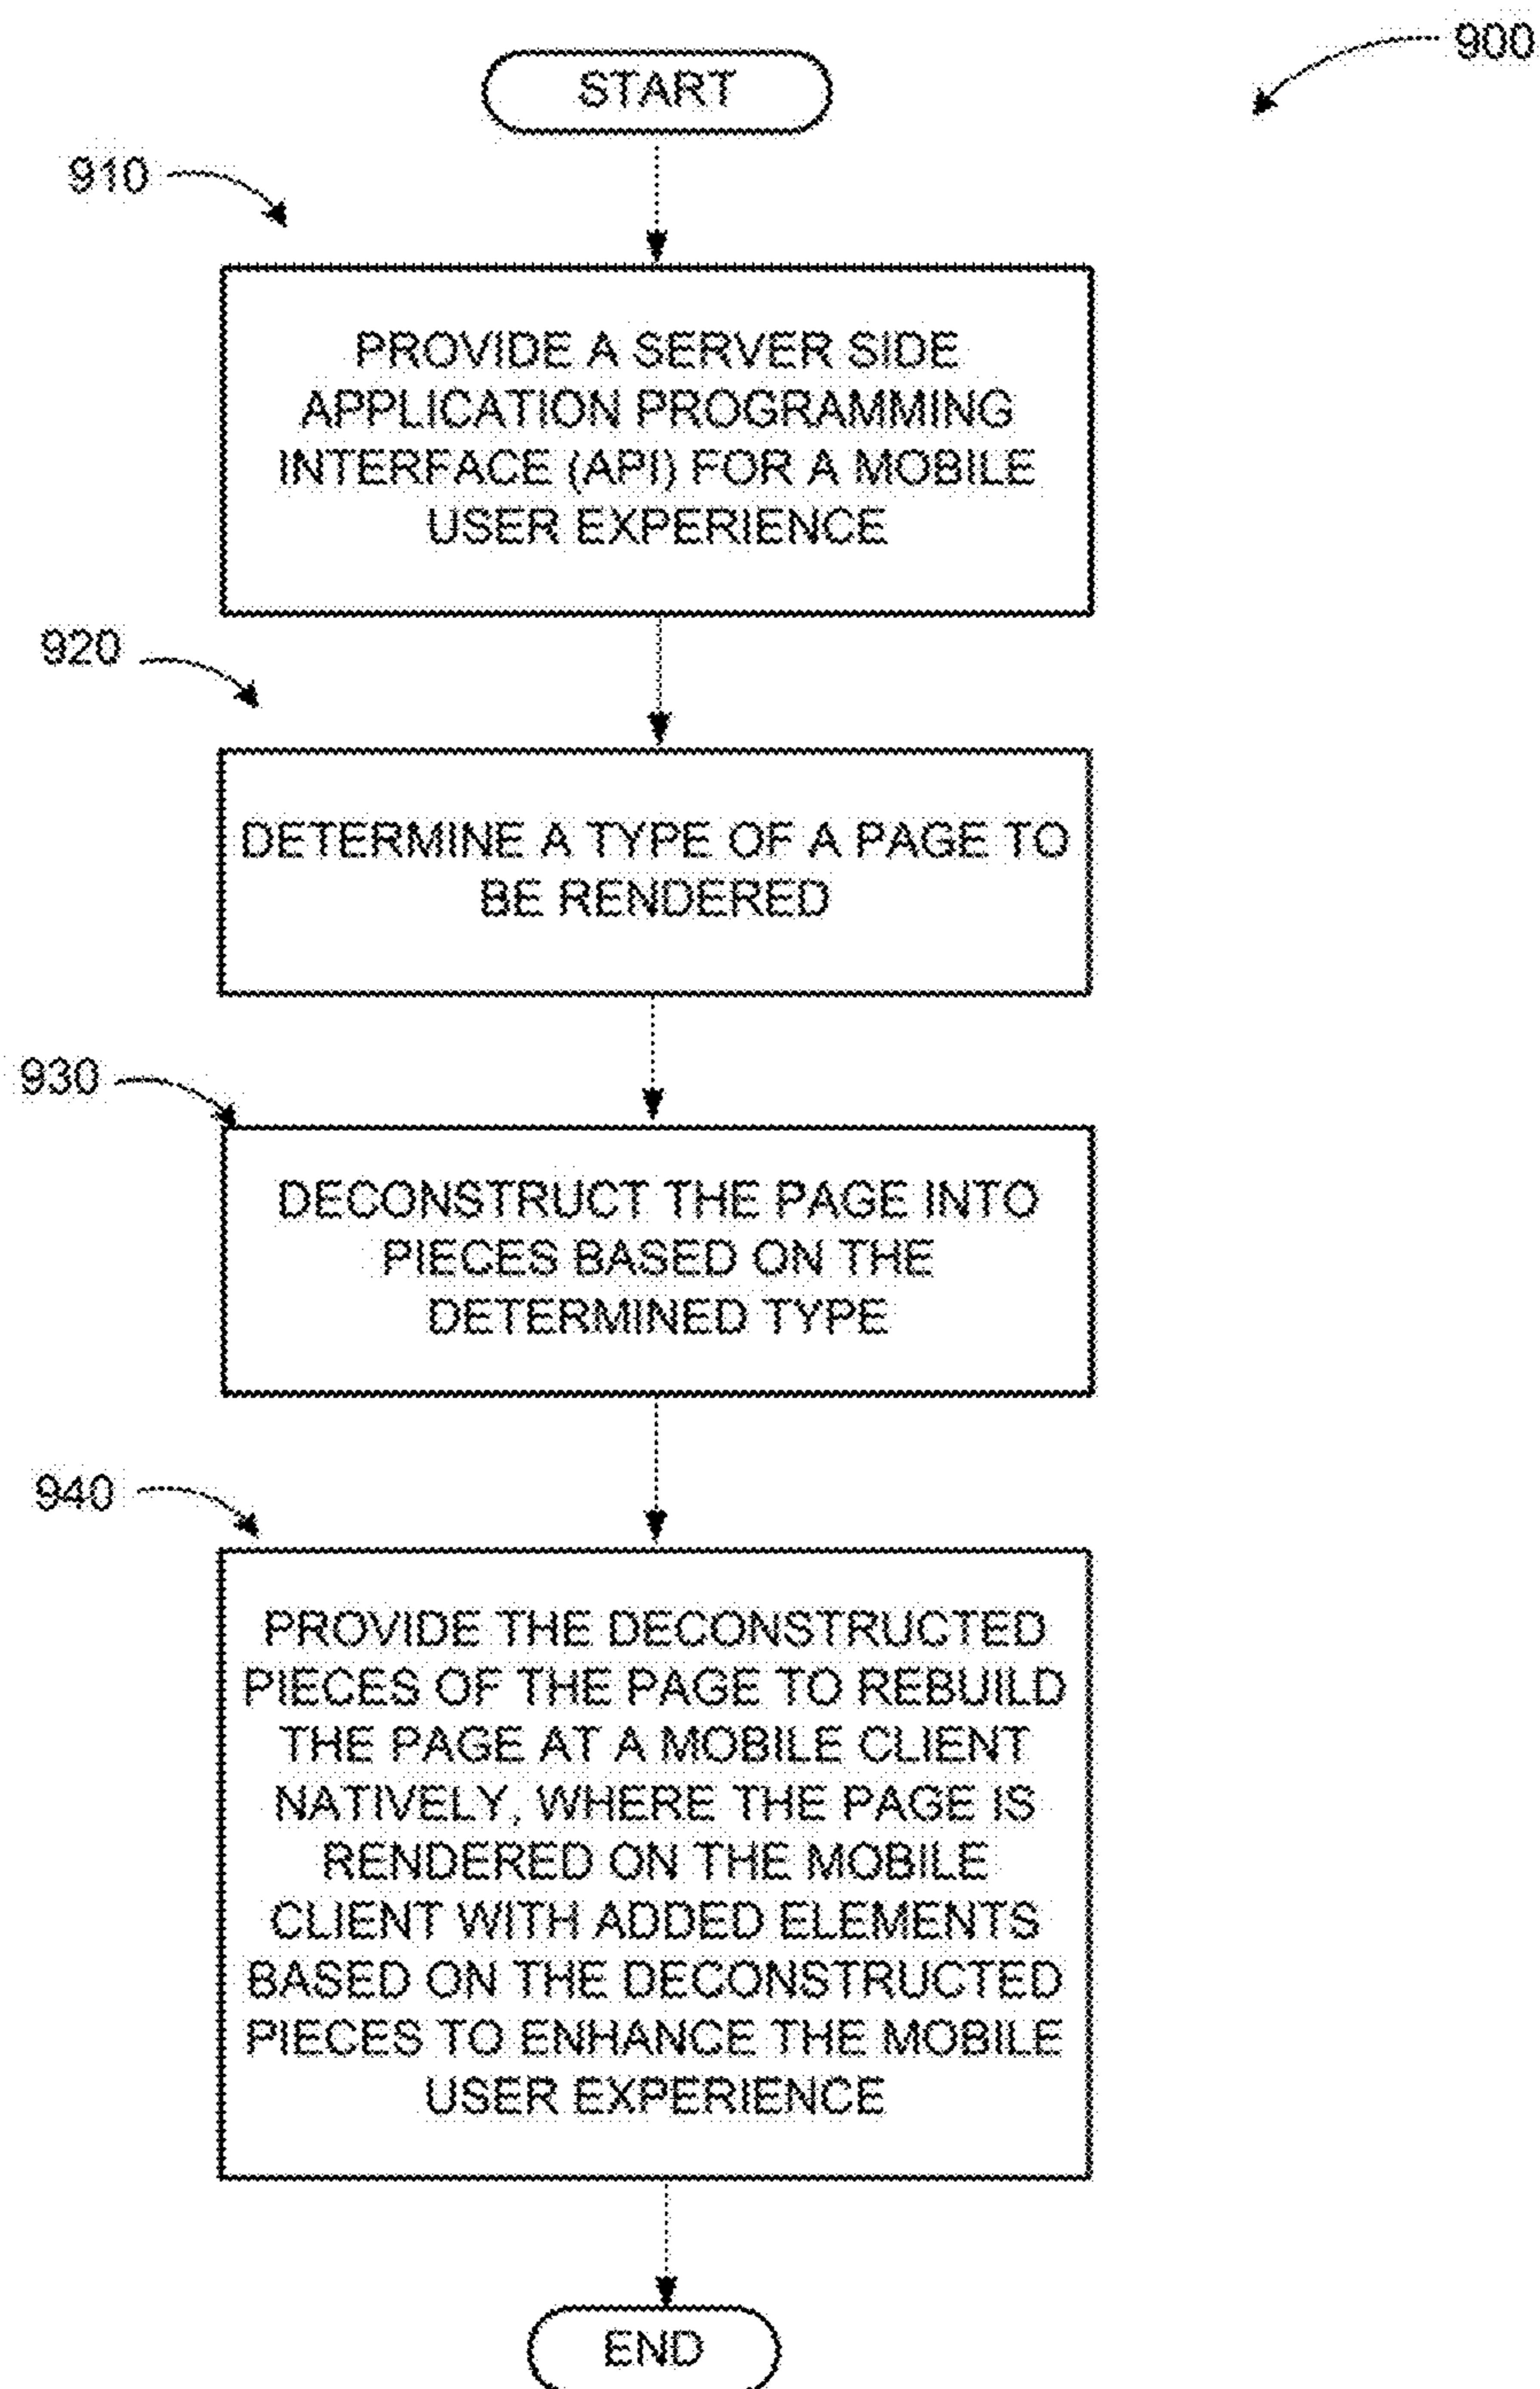 900
START
910
PROVIDE A SERVER SIDE
APPLICATION PROGRAMMING
INTERFACE (API) FOR A MOBILE
USER EXPERIENCE
920
DETERMINE A TYPE OF A PAGE TO
BE RENDERED
930
DECONSTRUCT THE PAGE INTO
PIECES BASED ON THE
DETERMINED TYPE
940
PROVIDE THE DECONSTRUCTED
PIECES OF THE PAGE TO REBUILD
THE PAGE AT A MOBILE CLIENT
NATIVELY, WHERE THE PAGE IS
RENDERED ON THE MOBILE
CLIENT WITH ADDED ELEMENTS
BASED ON THE DECONSTRUCTED
PIECES TO ENHANCE THE MOBILE
USER EXPERIENCE
END